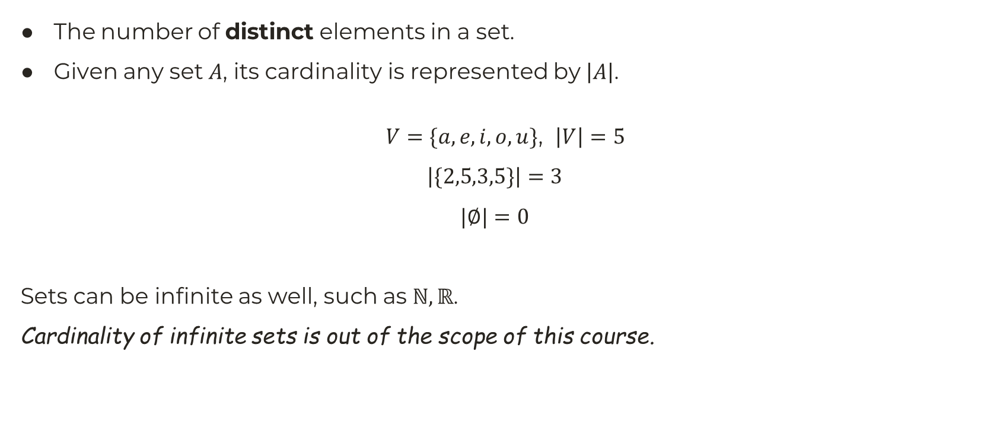 ● The number of distinct elements in a set.
● Given any set A, its cardinality is represented by |A|.
V = {a, e, i, o, u}, |V| = 5
|{2,5,3,5}| = 3
|∅| = 0
Sets can be infinite as well, such as ℕ, ℝ.
Cardinality of infinite sets is out of the scope of this course.